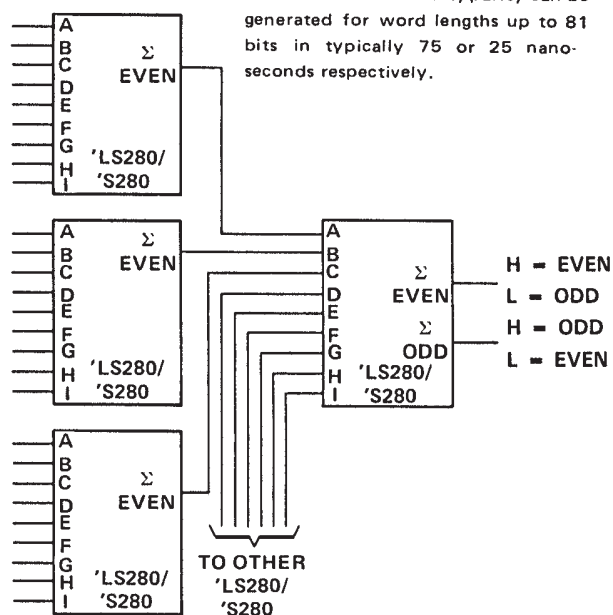 generated for word lengths up to 81
bits in typically 75 or 25 nano-
seconds respectively.
A
B
C
D
E
F
G
H
I
Σ
EVEN
'LS280/
'S280
A
B
C
D
E
F
G
H
I
Σ
EVEN
'LS280/
'S280
A
B
C
D
E
F
G
H
I
Σ
EVEN
'LS280/
'S280
A
B
C
D
E
F
G
H
I
Σ
EVEN
Σ
ODD
'LS280/
'S280
H = EVEN
L = ODD
H = ODD
L = EVEN
TO OTHER
'LS280/
'S280